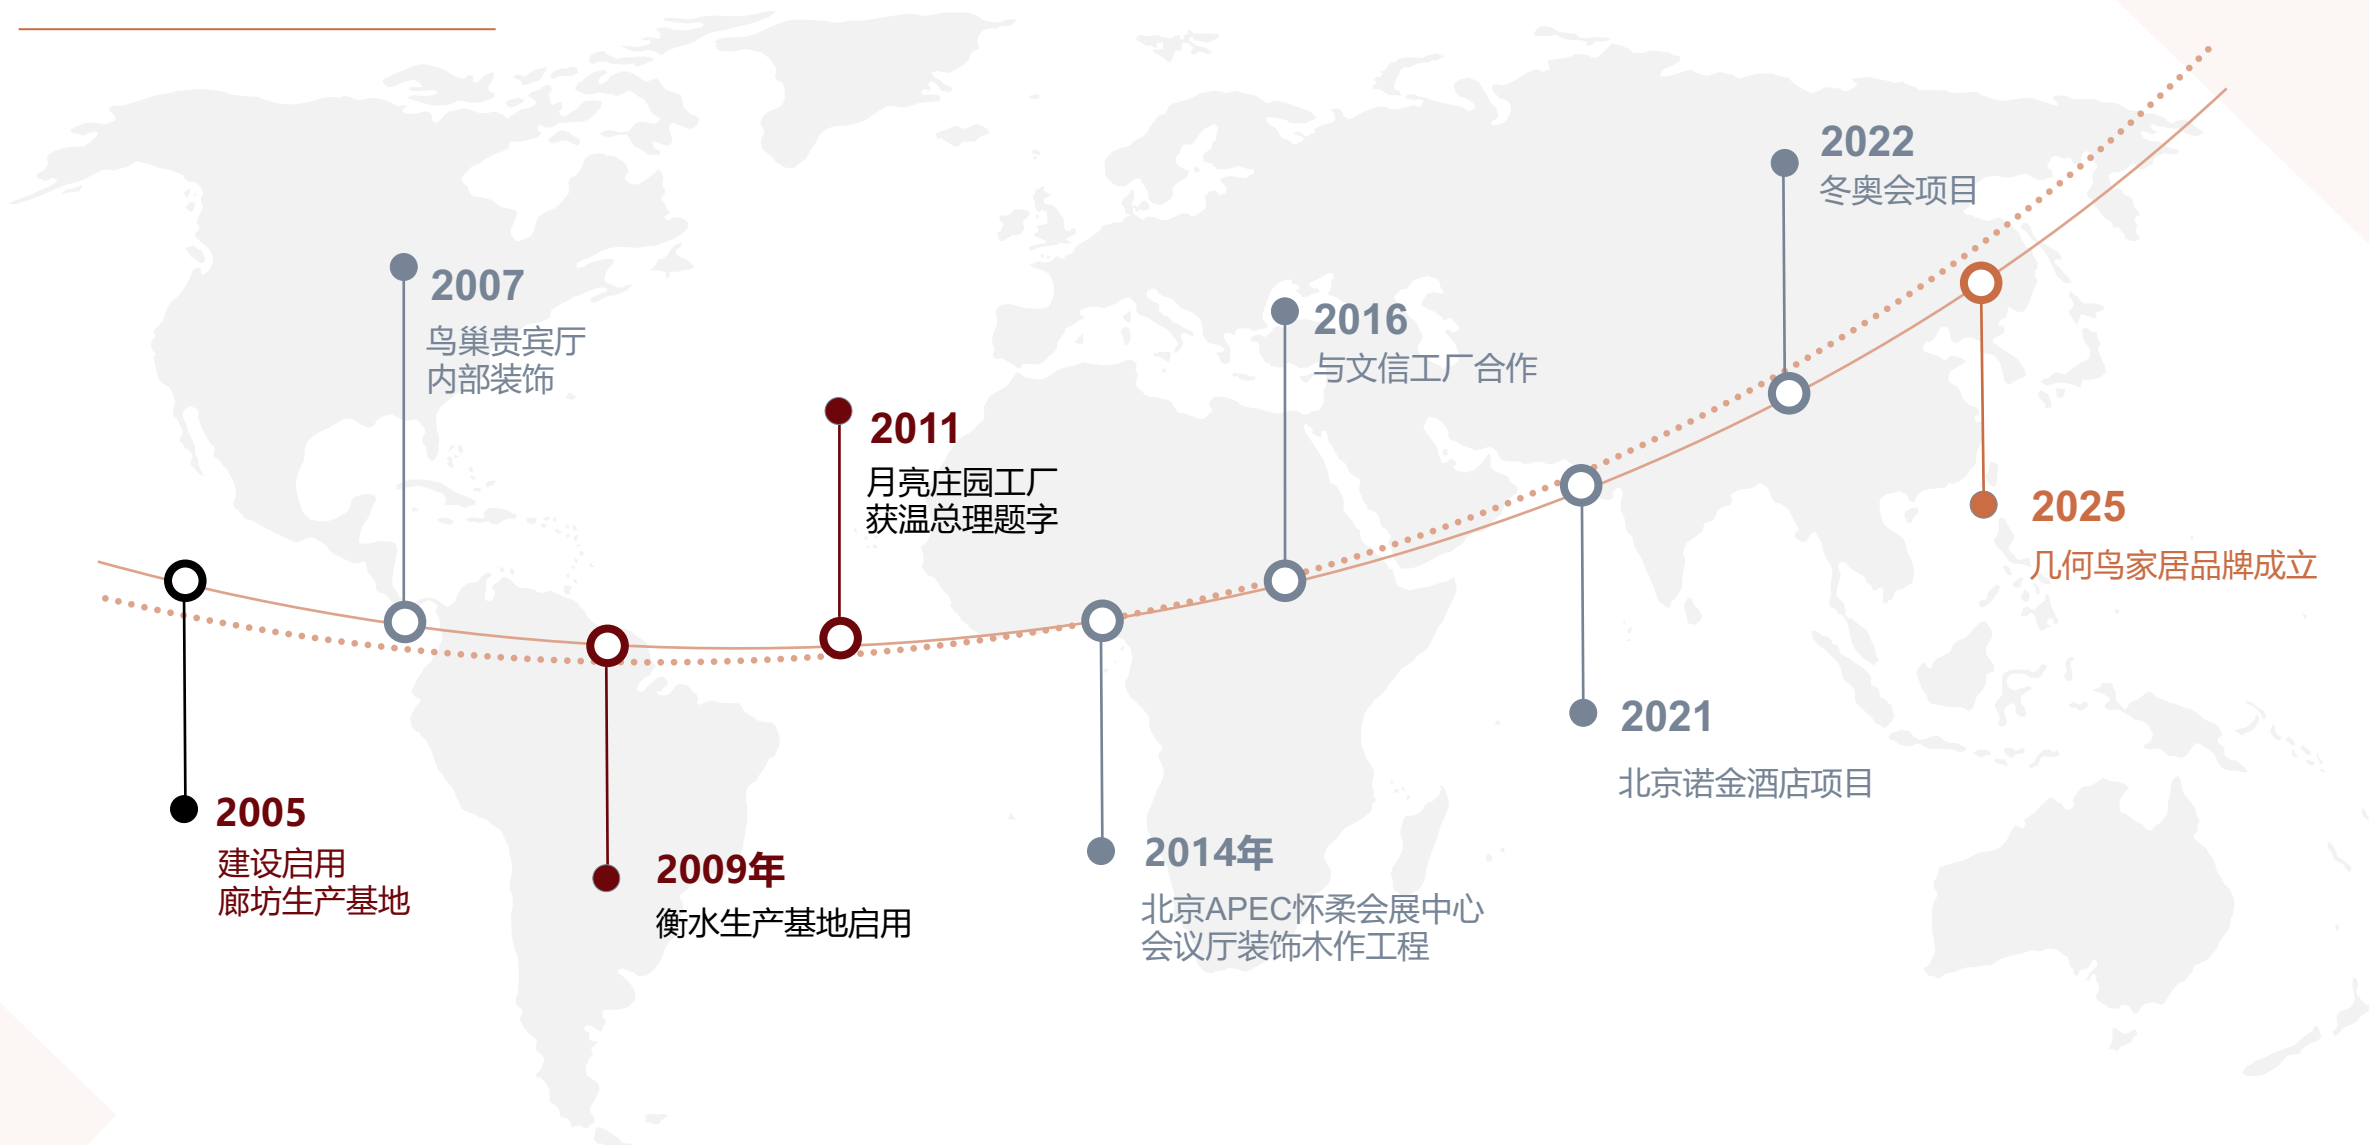 2005
建设启用
廊坊生产基地
2007
鸟巢贵宾厅
内部装饰
2009年
衡水生产基地启用
2011
月亮庄园工厂
获温总理题字
2014年
北京APEC怀柔会展中心
会议厅装饰木作工程
2016
与文信工厂合作
2021
北京诺金酒店项目
2022
冬奥会项目
2025
几何鸟家居品牌成立